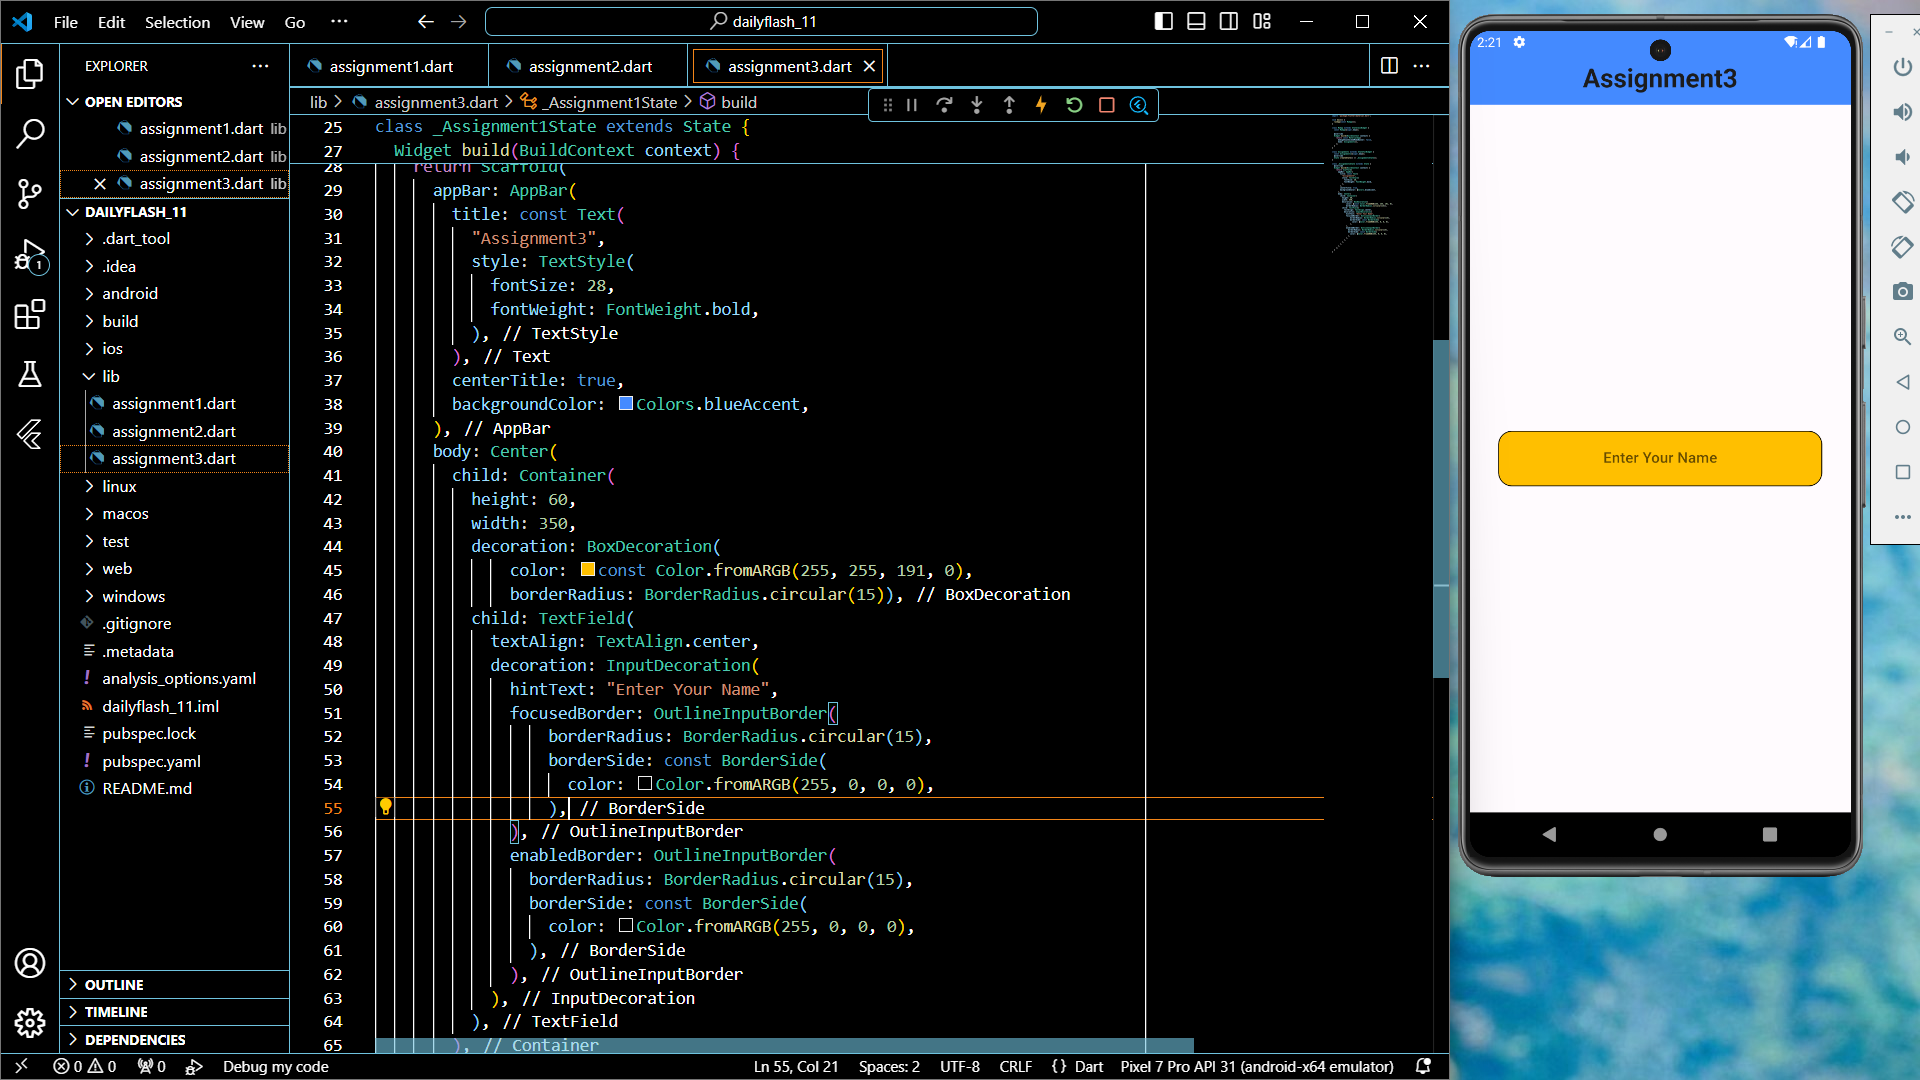 File Edit Selection View Go ··· dailyflash_11
EXPLORER
OPEN EDITORS
assignment1.dart lib
assignment2.dart lib
assignment3.dart lib
DAILYFLASH_11
.dart_tool
.idea
android
build
ios
lib
assignment1.dart
assignment2.dart
assignment3.dart
linux
macos
test
web
windows
.gitignore
.metadata
analysis_options.yaml
dailyflash_11.iml
pubspec.lock
pubspec.yaml
README.md
OUTLINE
TIMELINE
DEPENDENCIES
1
assignment1.dart assignment2.dart assignment3.dart
lib > assignment3.dart > _Assignment1State > build
25 class _Assignment1State extends State {
27 Widget build(BuildContext context) {
28 return Scaffold(
29 appBar: AppBar(
30 title: const Text(
31 "Assignment3",
32 style: TextStyle(
33 fontSize: 28,
34 fontWeight: FontWeight.bold,
35 ), // TextStyle
36 ), // Text
37 centerTitle: true,
38 backgroundColor: Colors.blueAccent,
39 ), // AppBar
40 body: Center(
41 child: Container(
42 height: 60,
43 width: 350,
44 decoration: BoxDecoration(
45 color: const Color.fromARGB(255, 255, 191, 0),
46 borderRadius: BorderRadius.circular(15)), // BoxDecoration
47 child: TextField(
48 textAlign: TextAlign.center,
49 decoration: InputDecoration(
50 hintText: "Enter Your Name",
51 focusedBorder: OutlineInputBorder(
52 borderRadius: BorderRadius.circular(15),
53 borderSide: const BorderSide(
54 color: Color.fromARGB(255, 0, 0, 0),
55 ), // BorderSide
56 ), // OutlineInputBorder
57 enabledBorder: OutlineInputBorder(
58 borderRadius: BorderRadius.circular(15),
59 borderSide: const BorderSide(
60 color: Color.fromARGB(255, 0, 0, 0),
61 ), // BorderSide
62 ), // OutlineInputBorder
63 ), // InputDecoration
64 ), // TextField
65 ), // Container
0 0 0 Debug my code Ln 55, Col 21 Spaces: 2 UTF-8 CRLF {} Dart Pixel 7 Pro API 31 (android-x64 emulator)
2:21
Assignment3
Enter Your Name